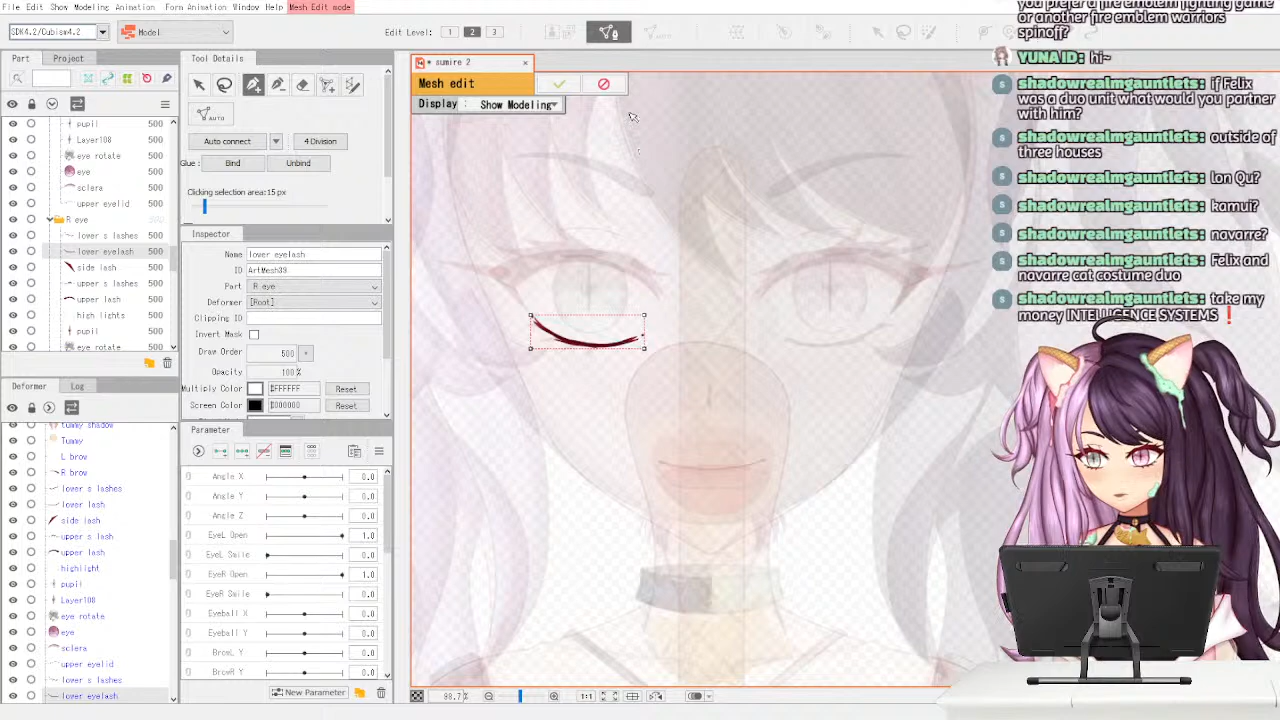 File Edit Show Modeling Animation Form Animation Window Help Mesh Edit mode
SDK4.2/Cubism4.2
Model
Edit Level : 1 2 3
Part Project
Tool Details
* sumire 2
Mesh edit
Display : Show Modeling
pupil 500
Layer108 500
eye rotate 500
eye 500
sclera 500
upper eyelid 500
R eye 500
lower s lashes 500
lower eyelash 500
side lash 500
upper s lashes 500
upper lash 500
high lights 500
pupil 500
eye rotate 500
AUTO
Auto connect 4 Division
Glue : Bind Unbind
Clicking selection area:15 px
Inspector
Name lower eyelash
ID ArtMesh39
Part R eye
Deformer [Root]
Clipping ID
Invert Mask
Draw Order 500
Opacity 100%
Multiply Color #FFFFFF Reset
Screen Color #000000 Reset
Deformer Log
tummy shadow
Tummy
L brow
R brow
lower s lashes
lower lash
side lash
upper s lash
upper lash
highlight
pupil
Layer108
eye rotate
eye
sclera
upper eyelid
lower s lashes
lower eyelash
Parameter
Angle X 0.0
Angle Y 0.0
Angle Z 0.0
EyeL Open 1.0
EyeL Smile 0.0
EyeR Open 1.0
EyeR Smile 0.0
Eyeball X 0.0
Eyeball Y 0.0
BrowL Y 0.0
BrowR Y 0.0
New Parameter
98.7%
1:1
you prefer a fire emblem fighting game
or another fire emblem warriors
spinoff?
YUNA ID: hi~
shadowrealmgauntlets: if Felix
was a duo unit what would you partner
with him?
shadowrealmgauntlets: outside of
three houses
shadowrealmgauntlets: lon Qu?
shadowrealmgauntlets: kamui?
shadowrealmgauntlets: navarre?
shadowrealmgauntlets: Felix and
navarre cat costume duo
shadowrealmgauntlets: take my
money INTELLIGENCE SYSTEMS ❗